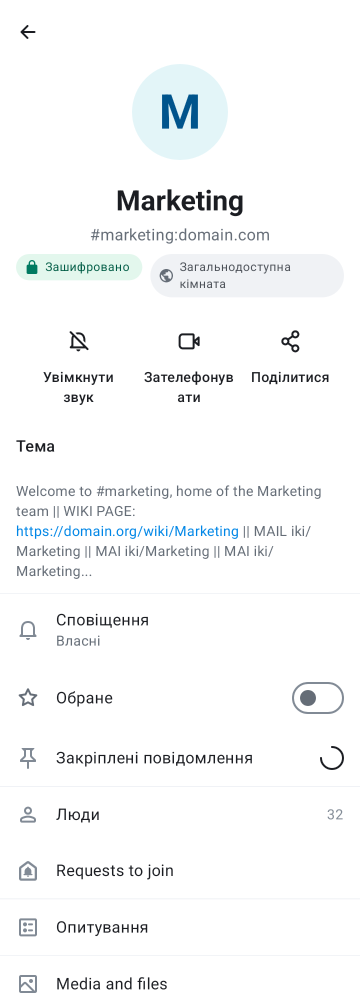 M
Marketing
#marketing:domain.com
Зашифровано
Загальнодоступна
кімната
Увімкнути
звук
Зателефонув
ати
Поділитися
Тема
Welcome to #marketing, home of the Marketing
team || WIKI PAGE:
https://domain.org/wiki/Marketing || MAIL iki/
Marketing || MAI iki/Marketing || MAI iki/
Marketing...
Сповіщення
Власні
Обране
Закріплені повідомлення
Люди 32
Requests to join
Опитування
Media and files